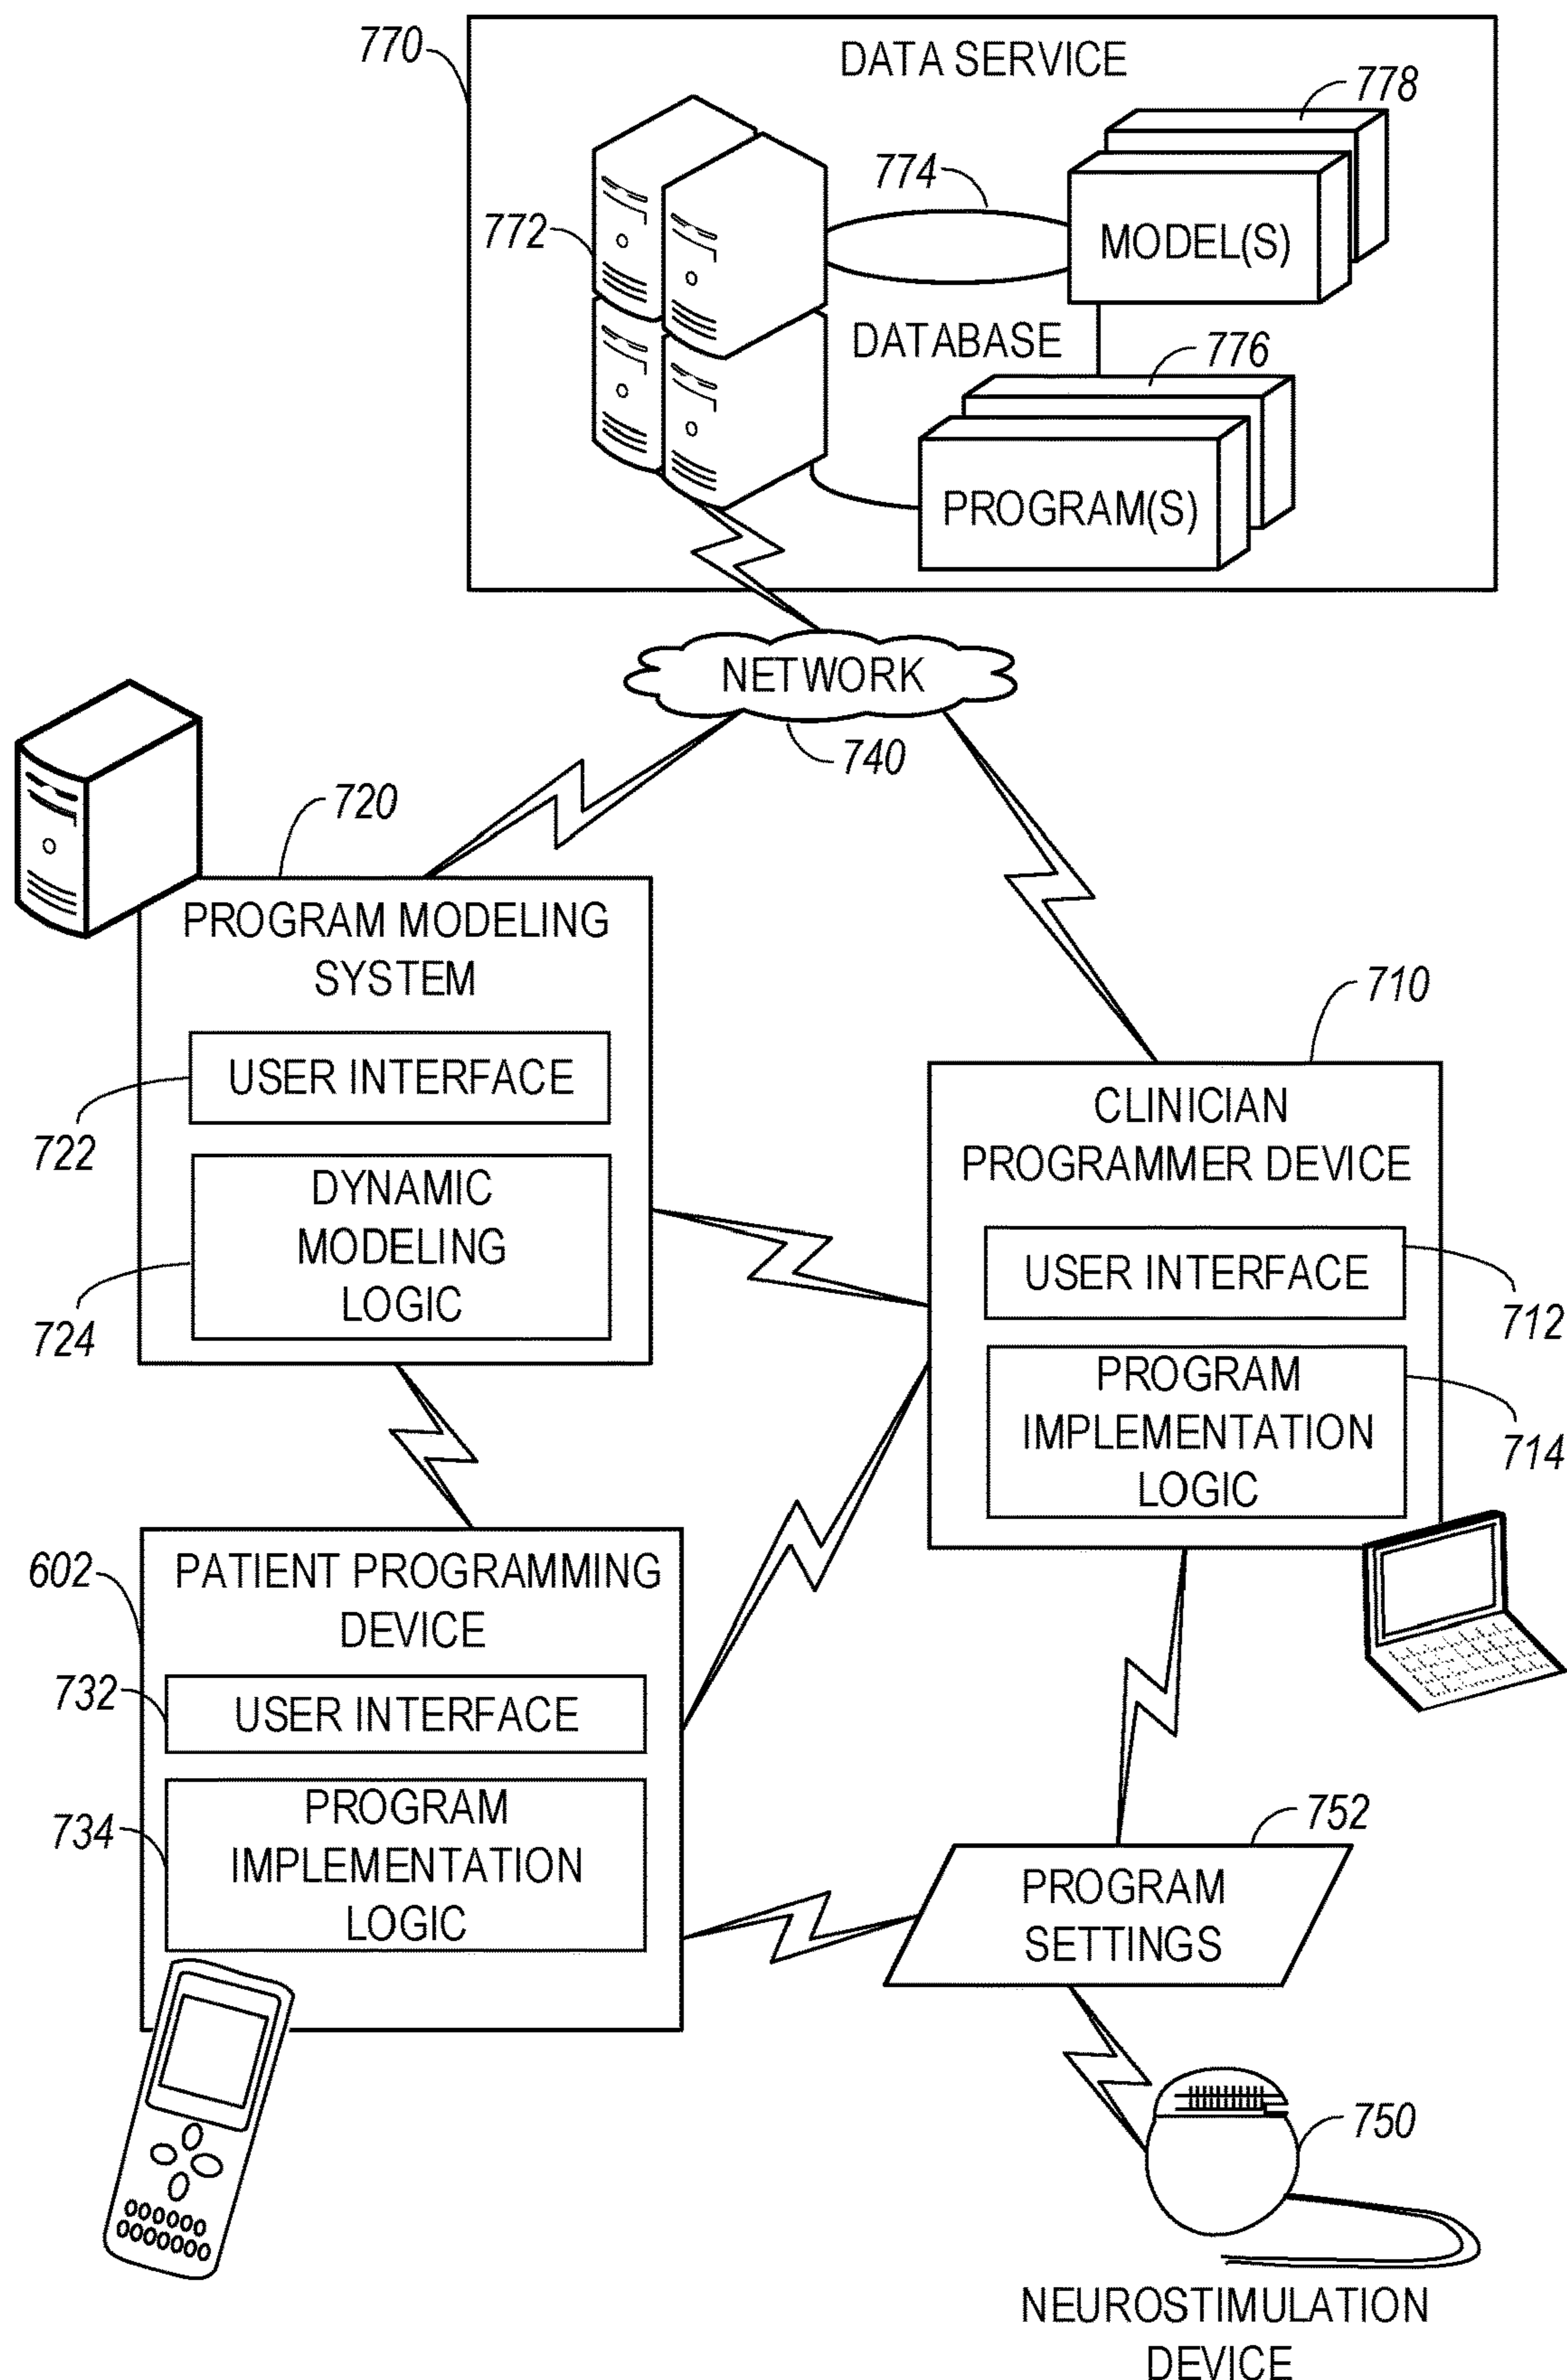 770
DATA SERVICE
778
774
772
MODEL(S)
DATABASE
776
PROGRAM(S)
NETWORK
740
720
PROGRAM MODELING
SYSTEM
710
USER INTERFACE
722
CLINICIAN
PROGRAMMER DEVICE
DYNAMIC
MODELING
LOGIC
724
USER INTERFACE
712
PROGRAM
IMPLEMENTATION
LOGIC
714
602
PATIENT PROGRAMMING
DEVICE
732
USER INTERFACE
734
PROGRAM
IMPLEMENTATION
LOGIC
752
PROGRAM
SETTINGS
750
NEUROSTIMULATION
DEVICE